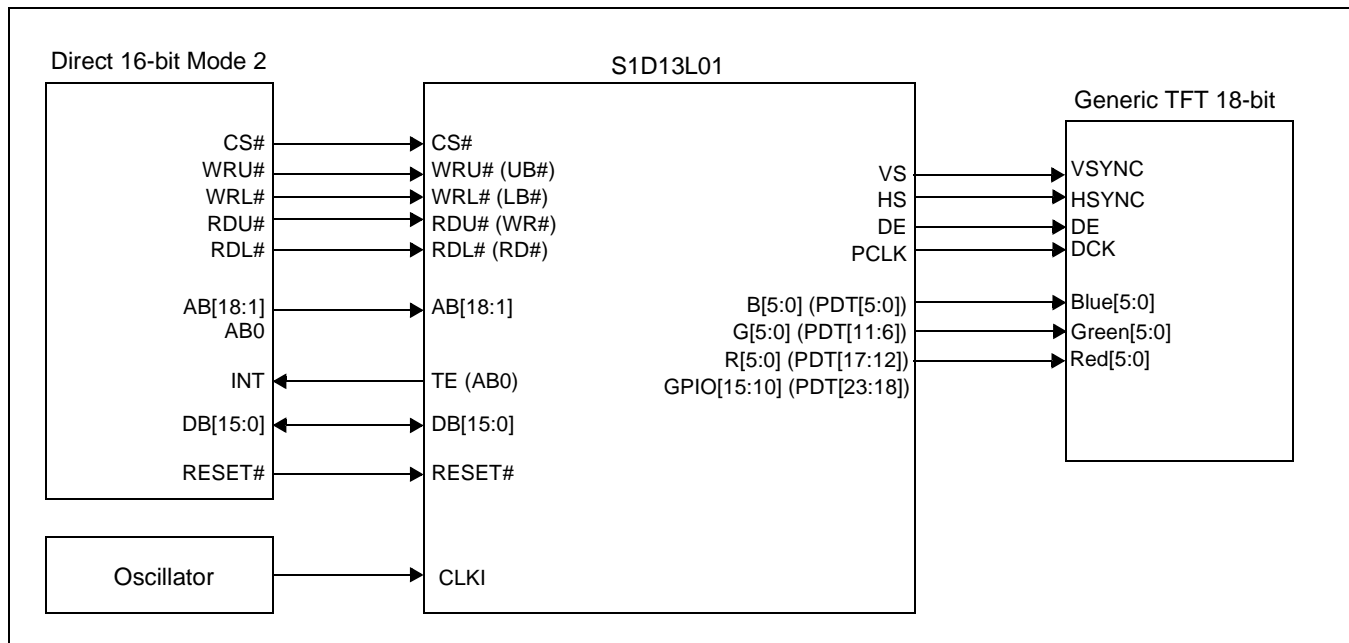 Direct 16-bit Mode 2
CS#
WRU#
WRL#
RDU#
RDL#
AB[18:1]
AB0
INT
DB[15:0]
RESET#
Oscillator
S1D13L01
CS#
WRU# (UB#)
WRL# (LB#)
RDU# (WR#)
RDL# (RD#)
AB[18:1]
TE (AB0)
DB[15:0]
RESET#
CLKI
VS
HS
DE
PCLK
B[5:0] (PDT[5:0])
G[5:0] (PDT[11:6])
R[5:0] (PDT[17:12])
GPIO[15:10] (PDT[23:18])
Generic TFT 18-bit
VSYNC
HSYNC
DE
DCK
Blue[5:0]
Green[5:0]
Red[5:0]